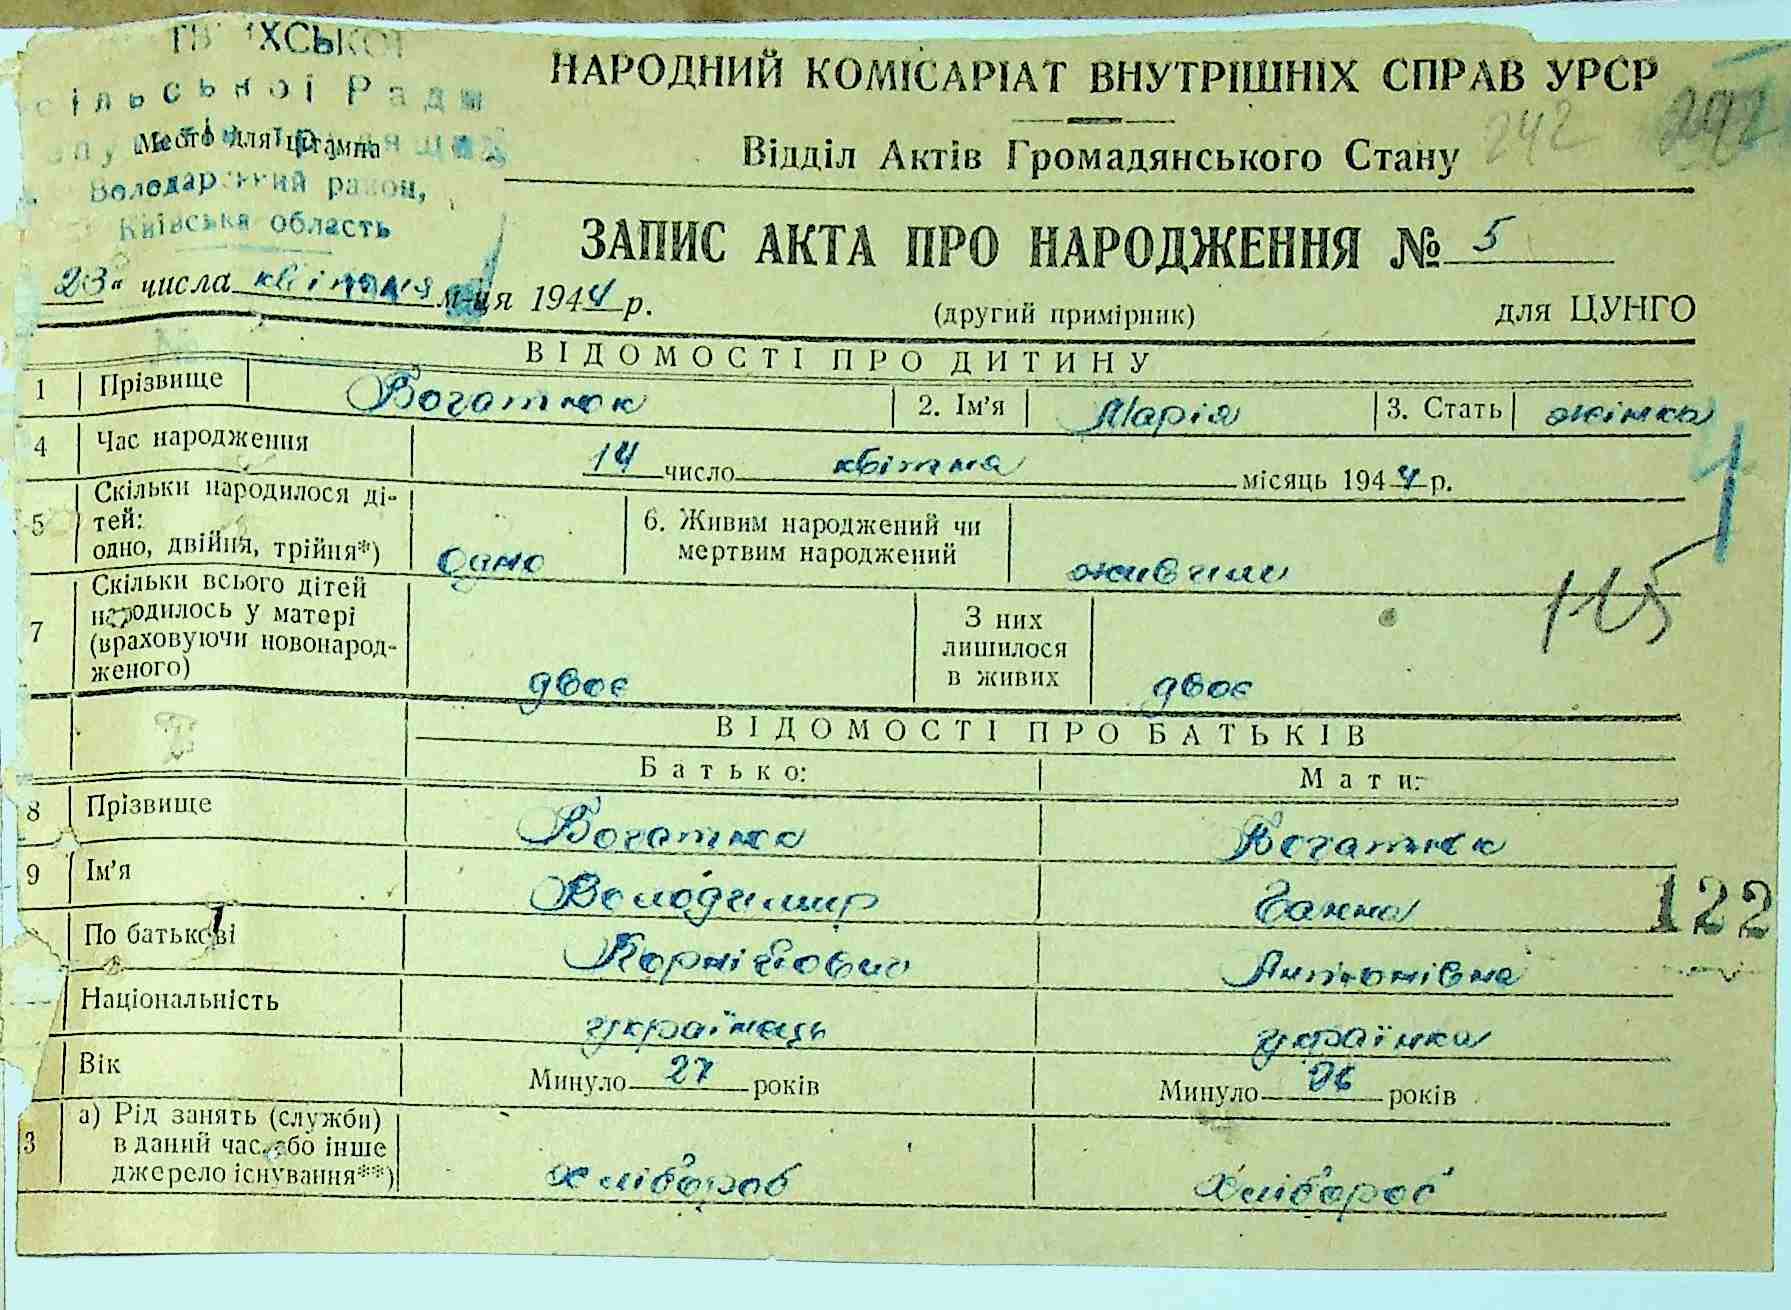 сільської Ради
Место для штампа
Володарський район,
Київська область
НАРОДНИЙ КОМІСАРІАТ ВНУТРІШНІХ СПРАВ УРСР
242 292
Відділ Актів Громадянського Стану
ЗАПИС АКТА ПРО НАРОДЖЕННЯ № 5
23" числа квітня м-ця 1944 р.
(другий примірник) для ЦУНГО
ВІДОМОСТІ ПРО ДИТИНУ
1 Прізвище Богатюк 2. Ім'я Марія 3. Стать жінка
4 Час народження 14 число квітня місяць 1944 р.
5 Скільки народилося ді-
тей:
одно, двійня, трійня*) одно
6. Живим народжений чи
мертвим народжений живим
7 Скільки всього дітей
народилось у матері
(враховуючи новонарод-
женого) двоє
З них
лишилося
в живих двоє
ВІДОМОСТІ ПРО БАТЬКІВ
Батько: Мати:
8 Прізвище Богатюк Богатюк
9 Ім'я Володимир Ганна
122
По батькові Корнійович Антонівна
Національність українець українка
Вік Минуло 27 років Минуло 26 років
3 а) Рід занять (служби)
в даний час або інше
джерело існування**) хлібороб хлібороб